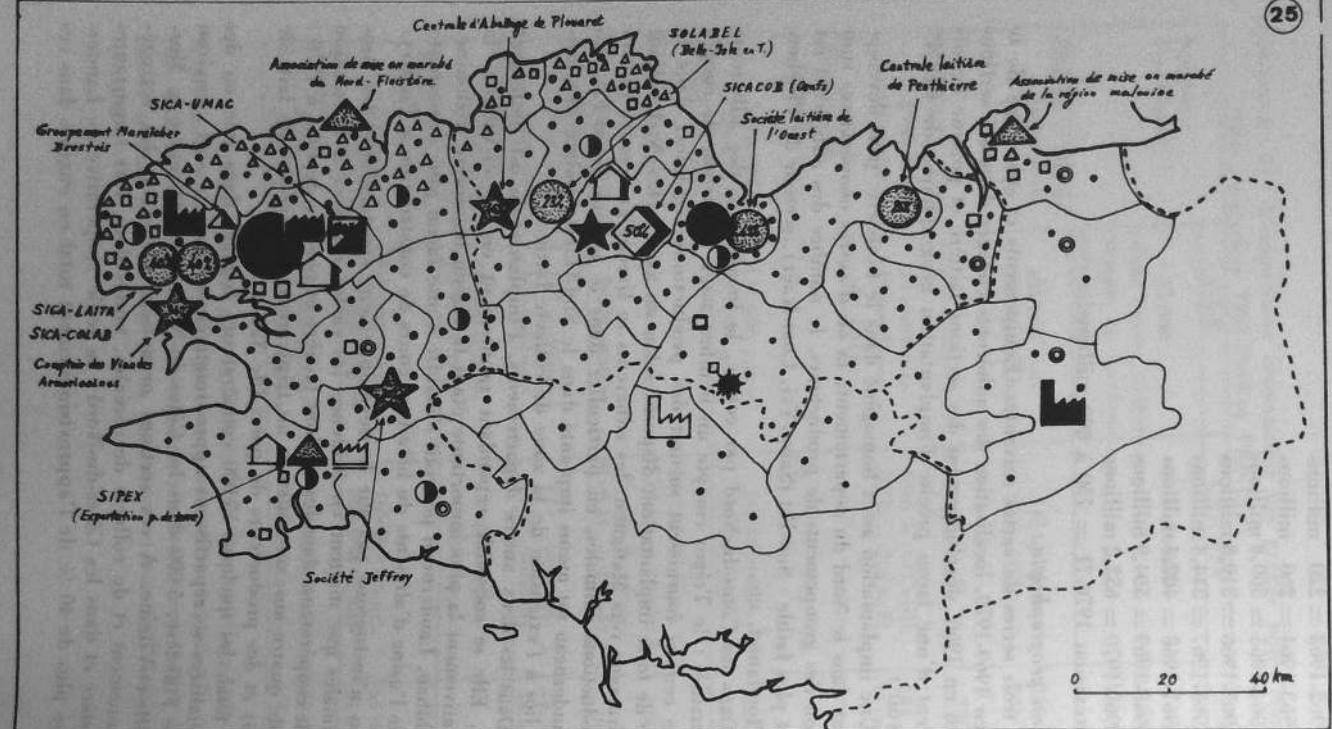 25
Centrale d'Abattage de Plouaret
SOLABEL
(Belle-Isle en T.)
Association de mise en marché
du Nord-Finistère
Centrale laitière
de Penthièvre
Association de mise en marché
de la région malouine
SICA-UMAC
SICACOB (Oeufs)
Société laitière de
l'Ouest
Groupement Maraîcher
Brestois
232
504
SICA-LAITA
SICA-COLAB
Comptoir des Viandes
Armoricaines
SIPEX
(Exportation p. de terre)
Société Jeffroy
0 20 40 km